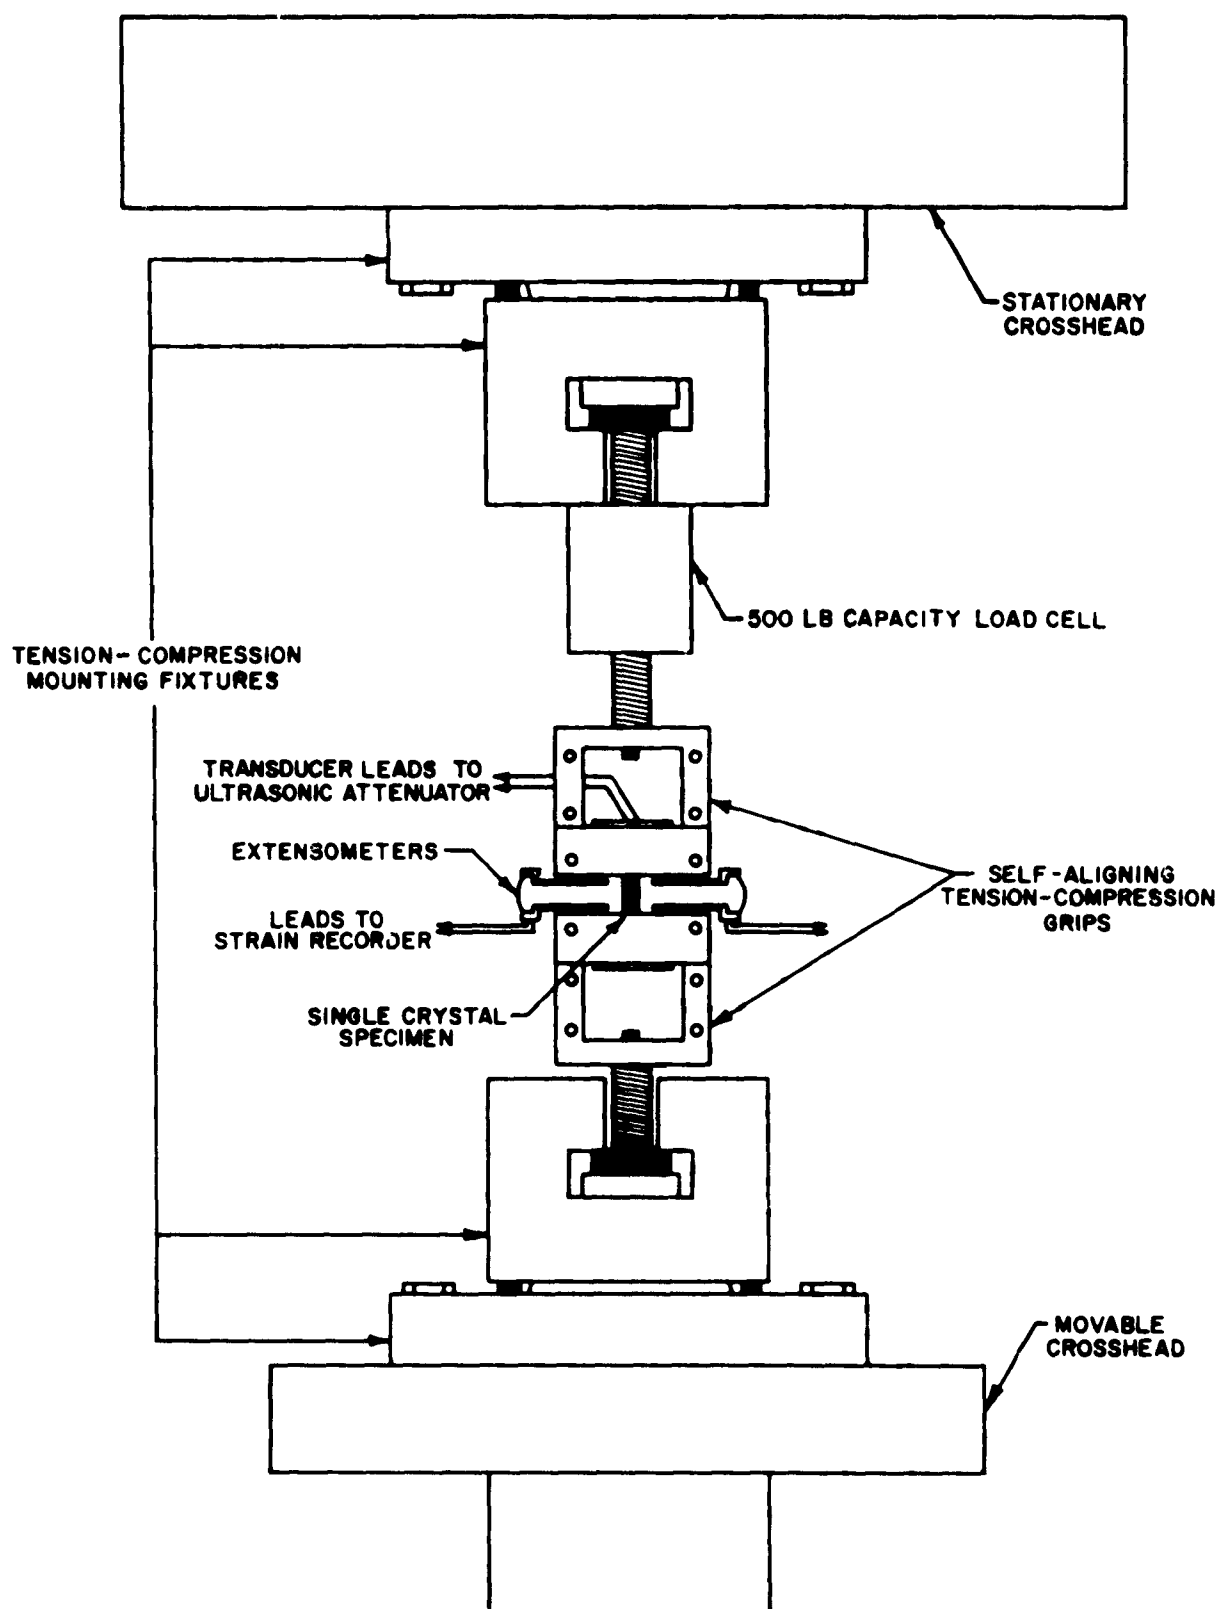 STATIONARY
CROSSHEAD
500 LB CAPACITY LOAD CELL
TENSION-COMPRESSION
MOUNTING FIXTURES
TRANSDUCER LEADS TO
ULTRASONIC ATTENUATOR
EXTENSOMETERS
SELF-ALIGNING
TENSION-COMPRESSION
GRIPS
LEADS TO
STRAIN RECORDER
SINGLE CRYSTAL
SPECIMEN
MOVABLE
CROSSHEAD